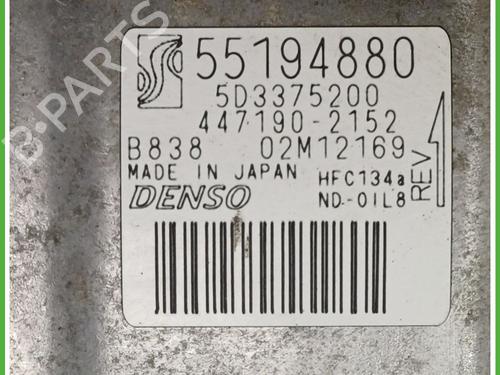 55194880
5D3375200
447190-2152
B838 02M12169
MADE IN JAPAN HFC134a
DENSO ND-OIL8
REV
B-PARTS